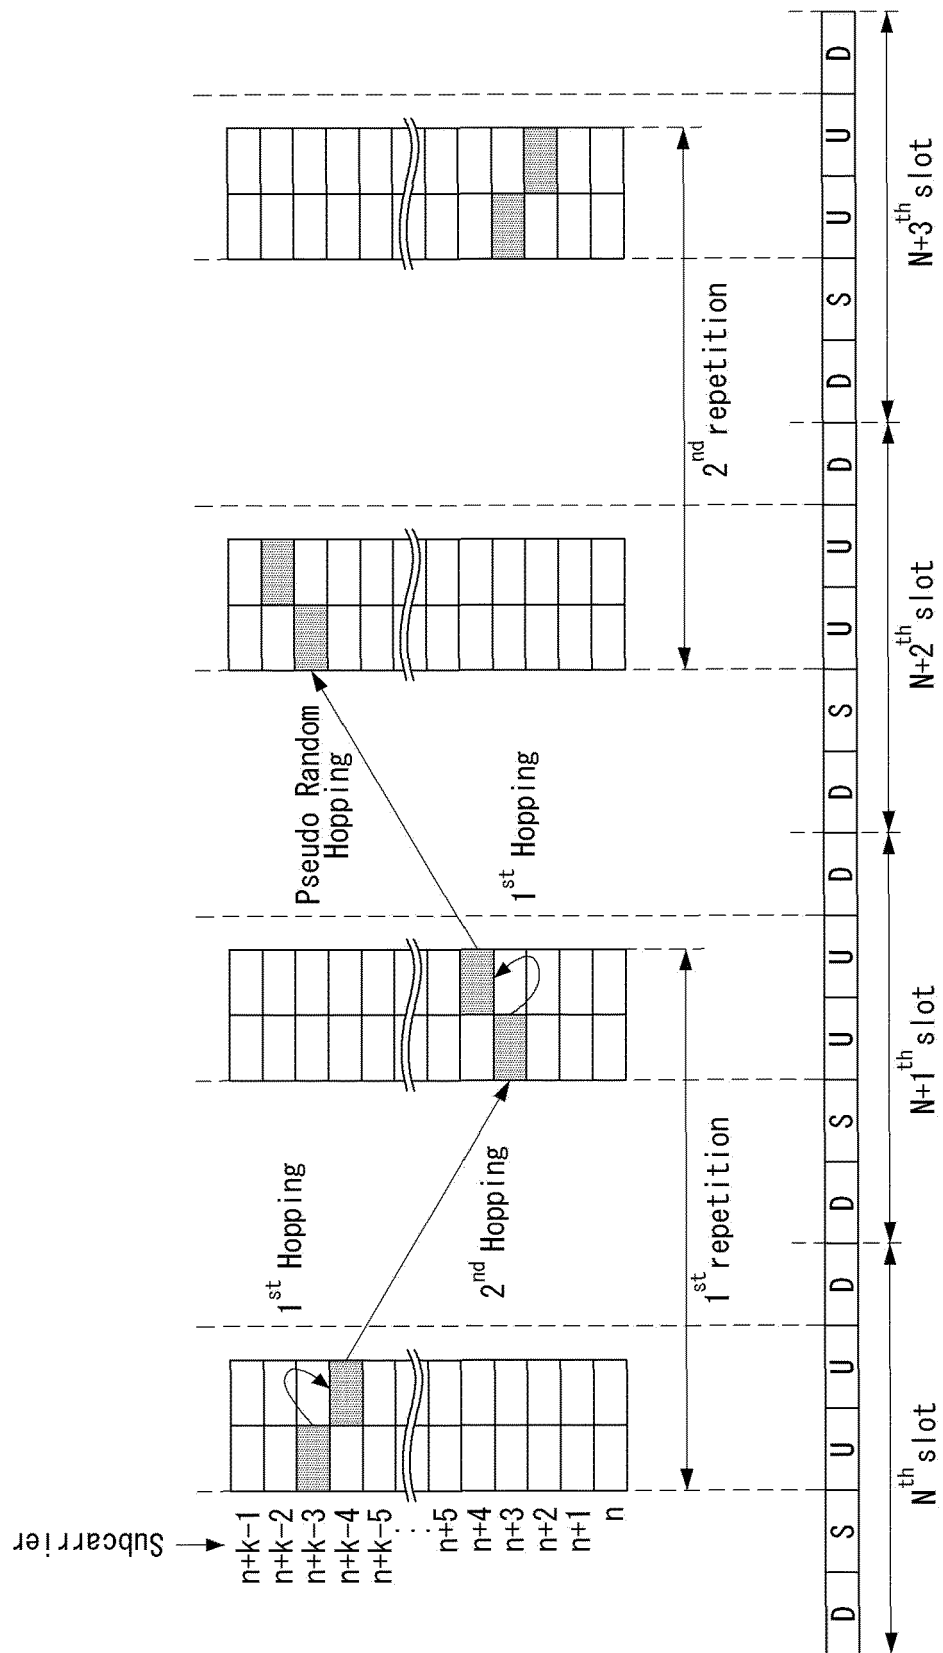 Subcarrier
n+k-1
n+k-2
n+k-3
n+k-4
n+k-5
......
n+5
n+4
n+3
n+2
n+1
n
1st Hopping
2nd Hopping
1st repetition
Pseudo Random
Hopping
1st Hopping
2nd repetition
D S U U D D S U U D D S U U D D S U U D
Nth slot
N+1th slot
N+2th slot
N+3th slot